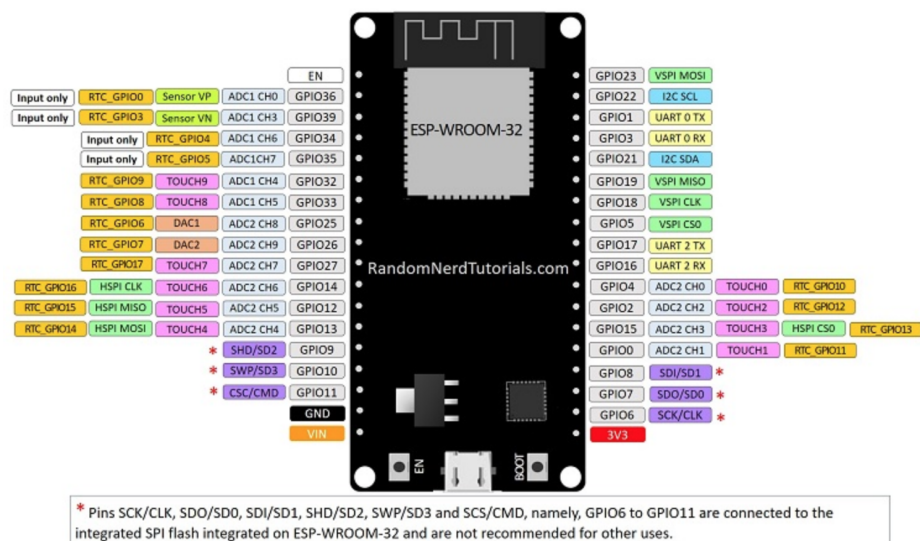 EN
GPIO23 VSPI MOSI
Input only RTC_GPIO0 Sensor VP ADC1 CH0 GPIO36
GPIO22 I2C SCL
Input only RTC_GPIO3 Sensor VN ADC1 CH3 GPIO39
GPIO1 UART 0 TX
Input only RTC_GPIO4 ADC1 CH6 GPIO34
GPIO3 UART 0 RX
Input only RTC_GPIO5 ADC1CH7 GPIO35
GPIO21 I2C SDA
RTC_GPIO9 TOUCH9 ADC1 CH4 GPIO32
GPIO19 VSPI MISO
RTC_GPIO8 TOUCH8 ADC1 CH5 GPIO33
GPIO18 VSPI CLK
RTC_GPIO6 DAC1 ADC2 CH8 GPIO25
GPIO5 VSPI CS0
RTC_GPIO7 DAC2 ADC2 CH9 GPIO26
GPIO17 UART 2 TX
RTC_GPIO17 TOUCH7 ADC2 CH7 GPIO27
GPIO16 UART 2 RX
RTC_GPIO16 HSPI CLK TOUCH6 ADC2 CH6 GPIO14
GPIO4 ADC2 CH0 TOUCH0 RTC_GPIO10
RTC_GPIO15 HSPI MISO TOUCH5 ADC2 CH5 GPIO12
GPIO2 ADC2 CH2 TOUCH2 RTC_GPIO12
RTC_GPIO14 HSPI MOSI TOUCH4 ADC2 CH4 GPIO13
GPIO15 ADC2 CH3 TOUCH3 HSPI CS0 RTC_GPIO13
* SHD/SD2 GPIO9
GPIO0 ADC2 CH1 TOUCH1 RTC_GPIO11
* SWP/SD3 GPIO10
GPIO8 SDI/SD1 *
* CSC/CMD GPIO11
GPIO7 SDO/SD0 *
GND
GPIO6 SCK/CLK *
VIN
3V3
ESP-WROOM-32
RandomNerdTutorials.com
EN
BOOT
* Pins SCK/CLK, SDO/SD0, SDI/SD1, SHD/SD2, SWP/SD3 and SCS/CMD, namely, GPIO6 to GPIO11 are connected to the
integrated SPI flash integrated on ESP-WROOM-32 and are not recommended for other uses.